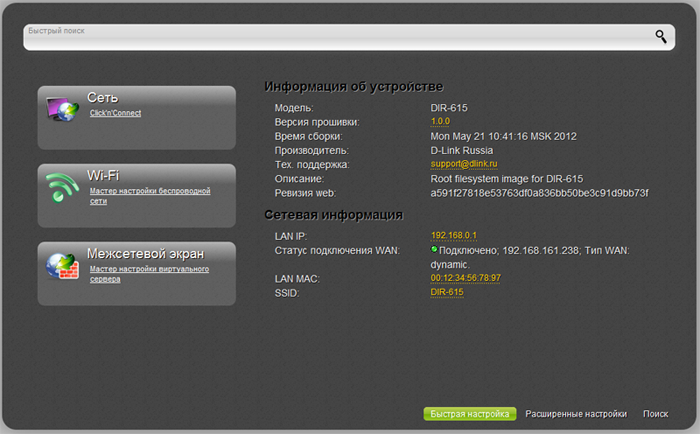 Быстрый поиск
Сеть
Click'n'Connect
Wi-Fi
Мастер настройки беспроводной
сети
Межсетевой экран
Мастер настройки виртуального
сервера
Информация об устройстве
Модель: DIR-615
Версия прошивки: 1.0.0
Время сборки: Mon May 21 10:41:16 MSK 2012
Производитель: D-Link Russia
Тех. поддержка: support@dlink.ru
Описание: Root filesystem image for DIR-615
Ревизия web: a591f27818e53763df0a836bb50be3c91d9bb73f
Сетевая информация
LAN IP: 192.168.0.1
Статус подключения WAN: Подключено; 192.168.161.238; Тип WAN:
dynamic.
LAN MAC: 00:12:34:56:78:97
SSID: DIR-615
Быстрая настройка Расширенные настройки Поиск